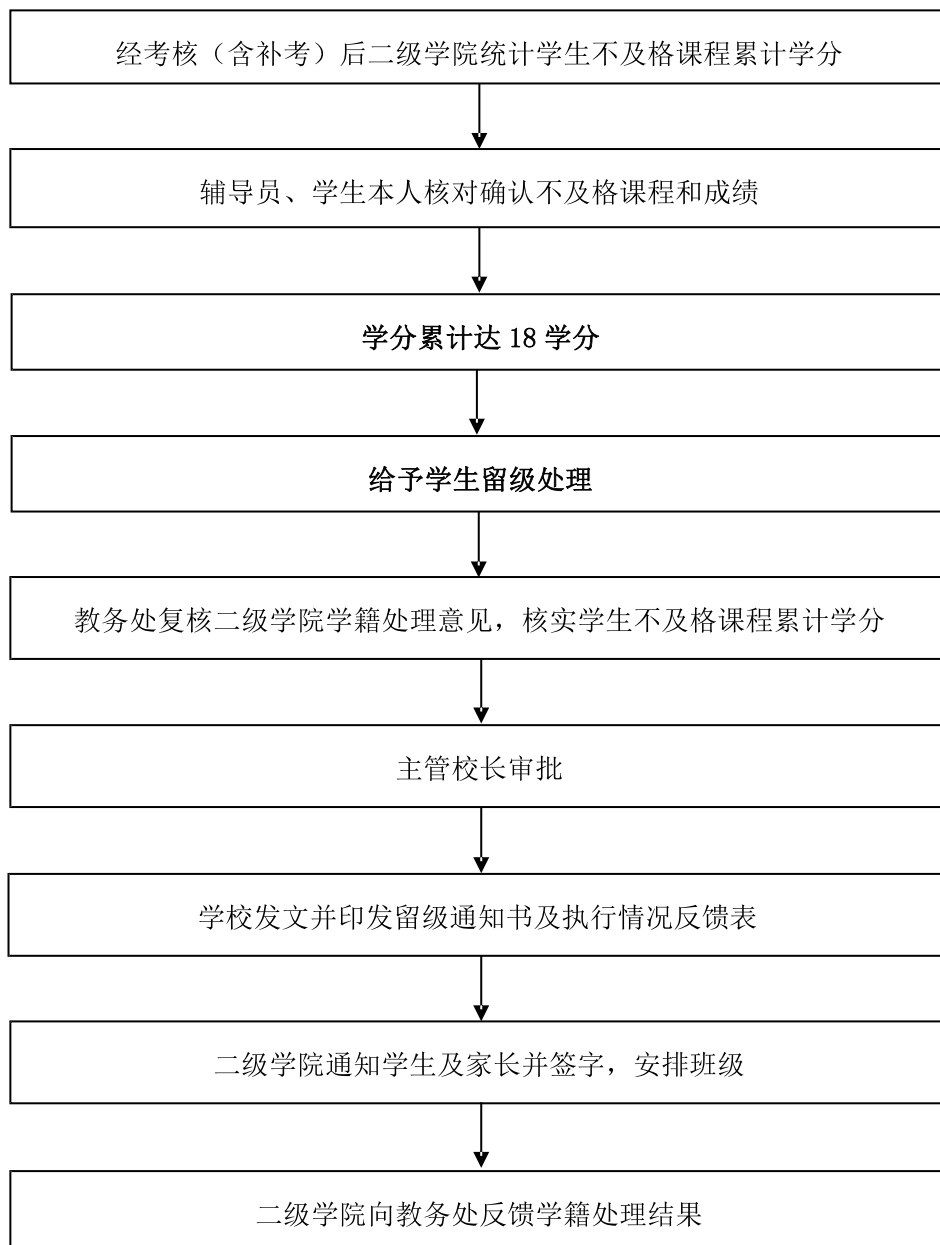 经考核（含补考）后二级学院统计学生不及格课程累计学分
辅导员、学生本人核对确认不及格课程和成绩
学分累计达 18 学分
给予学生留级处理
教务处复核二级学院学籍处理意见，核实学生不及格课程累计学分
主管校长审批
学校发文并印发留级通知书及执行情况反馈表
二级学院通知学生及家长并签字，安排班级
二级学院向教务处反馈学籍处理结果